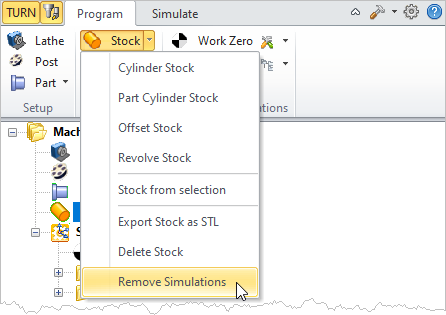 TURN Program Simulate
Lathe Stock Work Zero
Post Cylinder Stock
Part Part Cylinder Stock
Setup Offset Stock
Mach Revolve Stock
Stock from selection
Export Stock as STL
Delete Stock
Remove Simulations